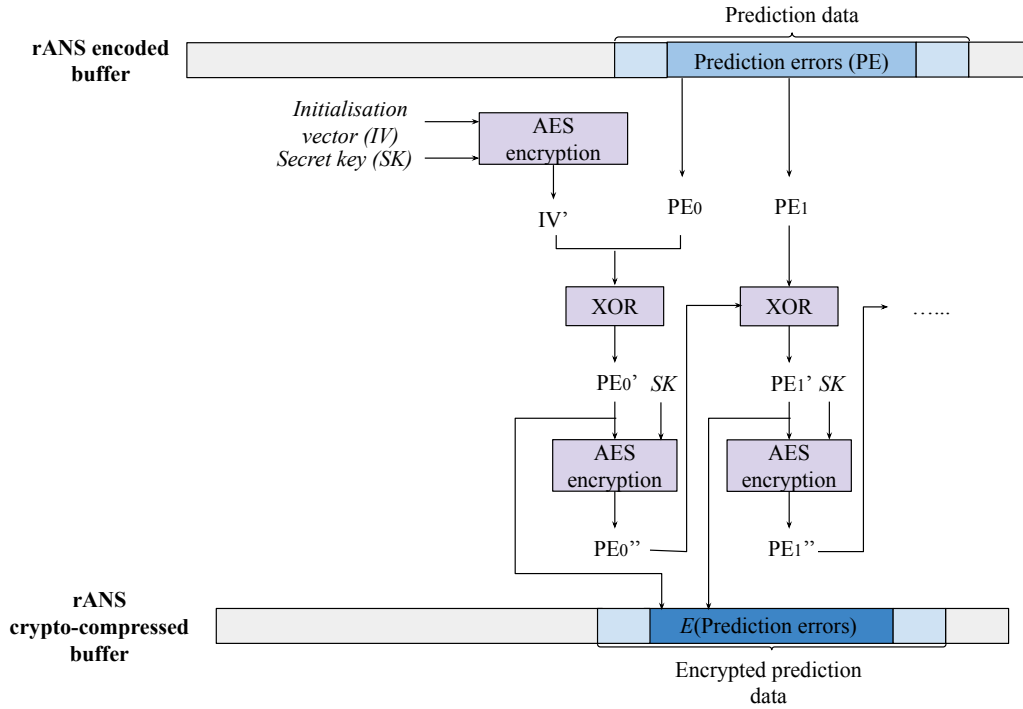 Prediction data
rANS encoded
buffer
Prediction errors (PE)
Initialisation
vector (IV)
Secret key (SK)
AES
encryption
IV’
PE0
PE1
XOR
XOR
…...
PE0’
SK
PE1’
SK
AES
encryption
AES
encryption
PE0’’
PE1’’
rANS
crypto-compressed
buffer
E(Prediction errors)
Encrypted prediction
data